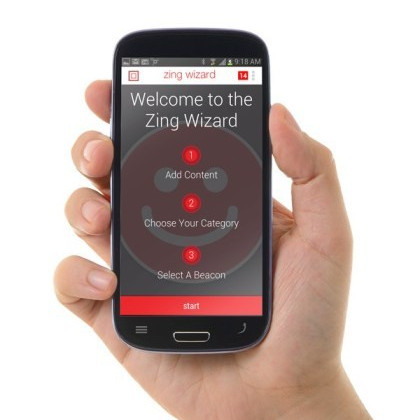 9:18 AM
zing wizard
14
Welcome to the
Zing Wizard
1
Add Content
2
Choose Your Category
3
Select A Beacon
start